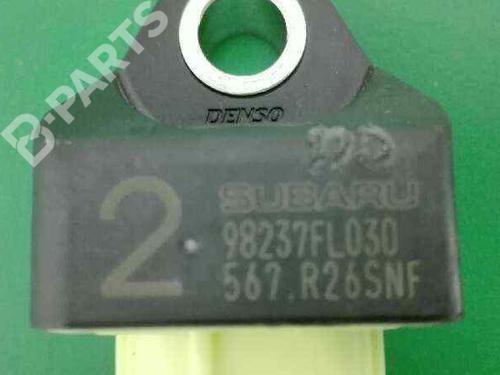 B-PARTS
DENSO
2
SUBARU
98237FL030
567.R26SNF